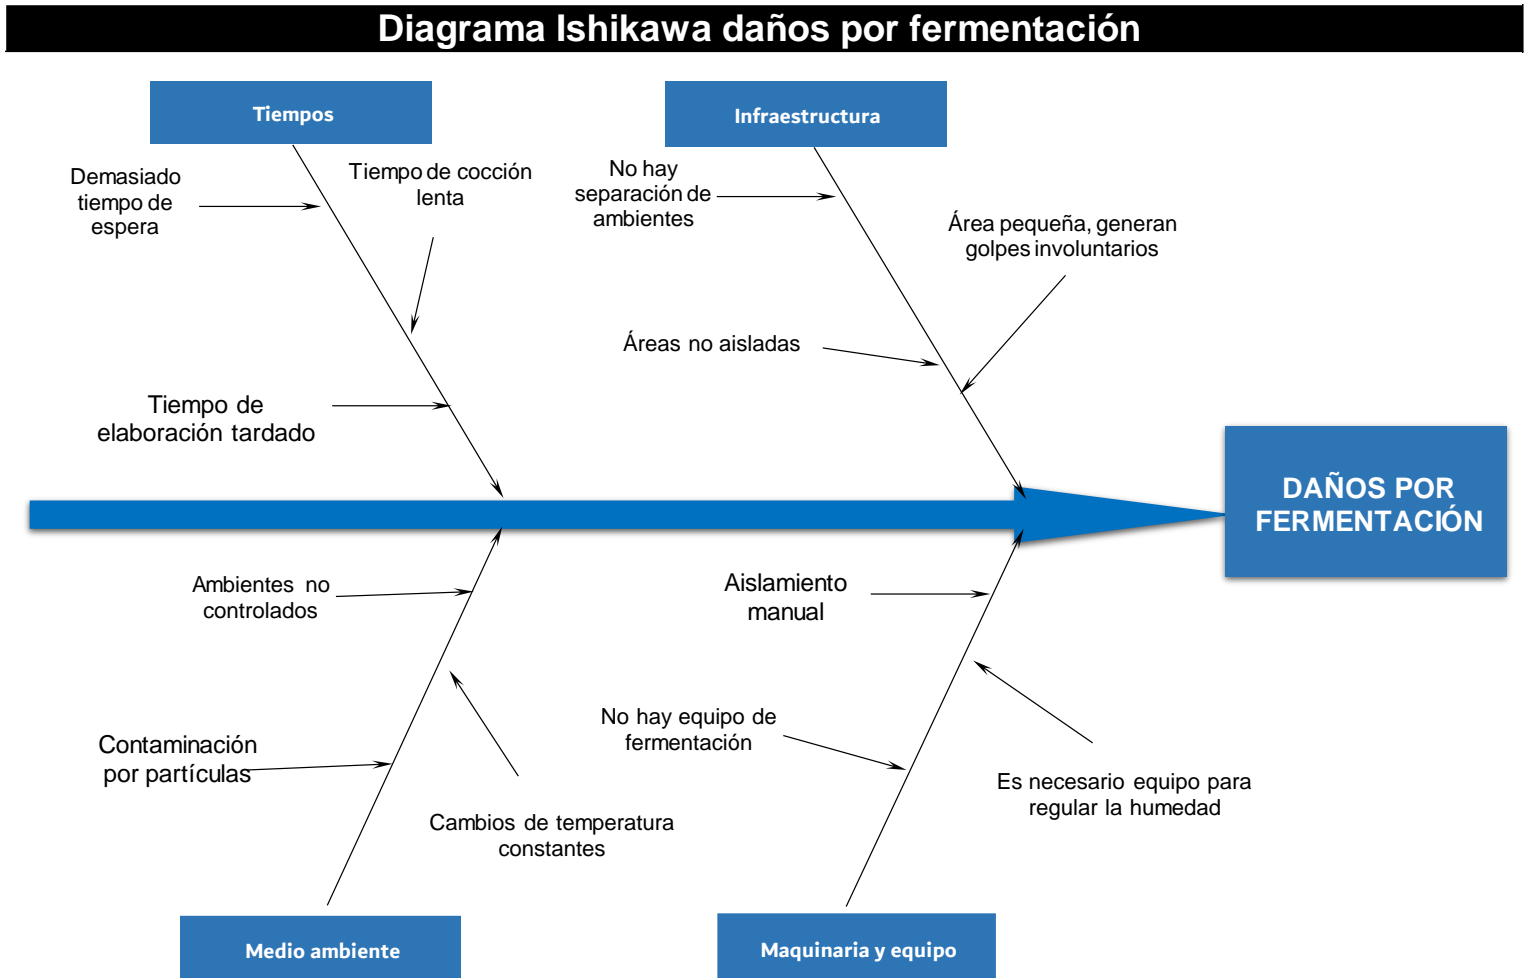 Diagrama Ishikawa daños por fermentación
Tiempos
Infraestructura
Demasiado
tiempo de
espera
Tiempo de cocción
lenta
No hay
separación de
ambientes
Área pequeña, generan
golpes involuntarios
Áreas no aisladas
Tiempo de
elaboración tardado
DAÑOS POR
FERMENTACIÓN
Ambientes no
controlados
Aislamiento
manual
Contaminación
por partículas
No hay equipo de
fermentación
Es necesario equipo para
regular la humedad
Cambios de temperatura
constantes
Medio ambiente
Maquinaria y equipo